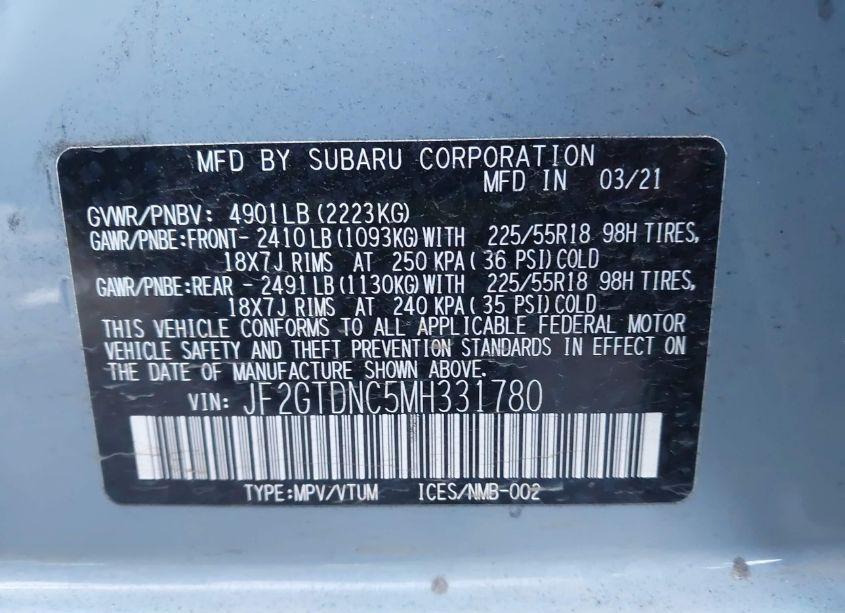 MFD BY SUBARU CORPORATION
MFD IN 03/21
GVWR/PNBV: 4901LB (2223KG)
GAWR/PNBE:FRONT- 2410LB (1093KG) WITH 225/55R18 98H TIRES,
18X7J RIMS AT 250 KPA ( 36 PSI) COLD
GAWR/PNBE:REAR - 2491LB (1130KG) WITH 225/55R18 98H TIRES,
18X7J RIMS AT 240 KPA ( 35 PSI) COLD
THIS VEHICLE CONFORMS TO ALL APPLICABLE FEDERAL MOTOR
VEHICLE SAFETY AND THEFT PREVENTION STANDARDS IN EFFECT ON
THE DATE OF MANUFACTURE SHOWN ABOVE.
VIN: JF2GTDNC5MH331780
TYPE:MPV/VTUM ICES/NMB-002